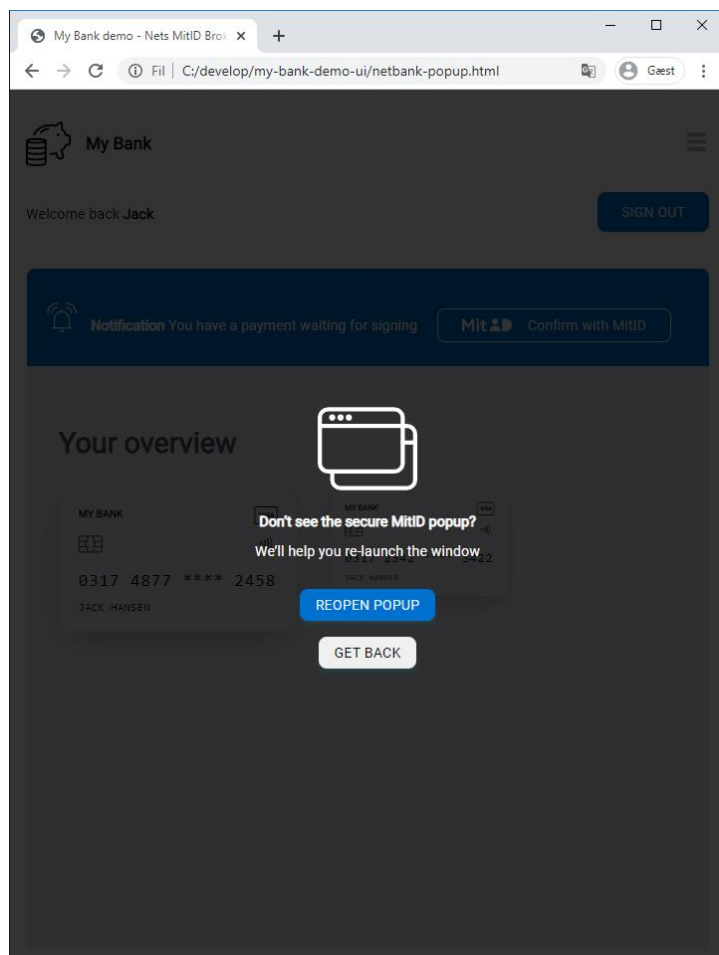 My Bank demo - Nets MitID Brok
Fil | C:/develop/my-bank-demo-ui/netbank-popup.html
Gæst
My Bank
Welcome back Jack
SIGN OUT
Notification You have a payment waiting for signing
Mit ID Confirm with MitID
Your overview
MY BANK
MY BANK
Don't see the secure MitID popup?
We'll help you re-launch the window
0317 4877 **** 2458
JACK HANSEN
JACK HANSEN
REOPEN POPUP
GET BACK